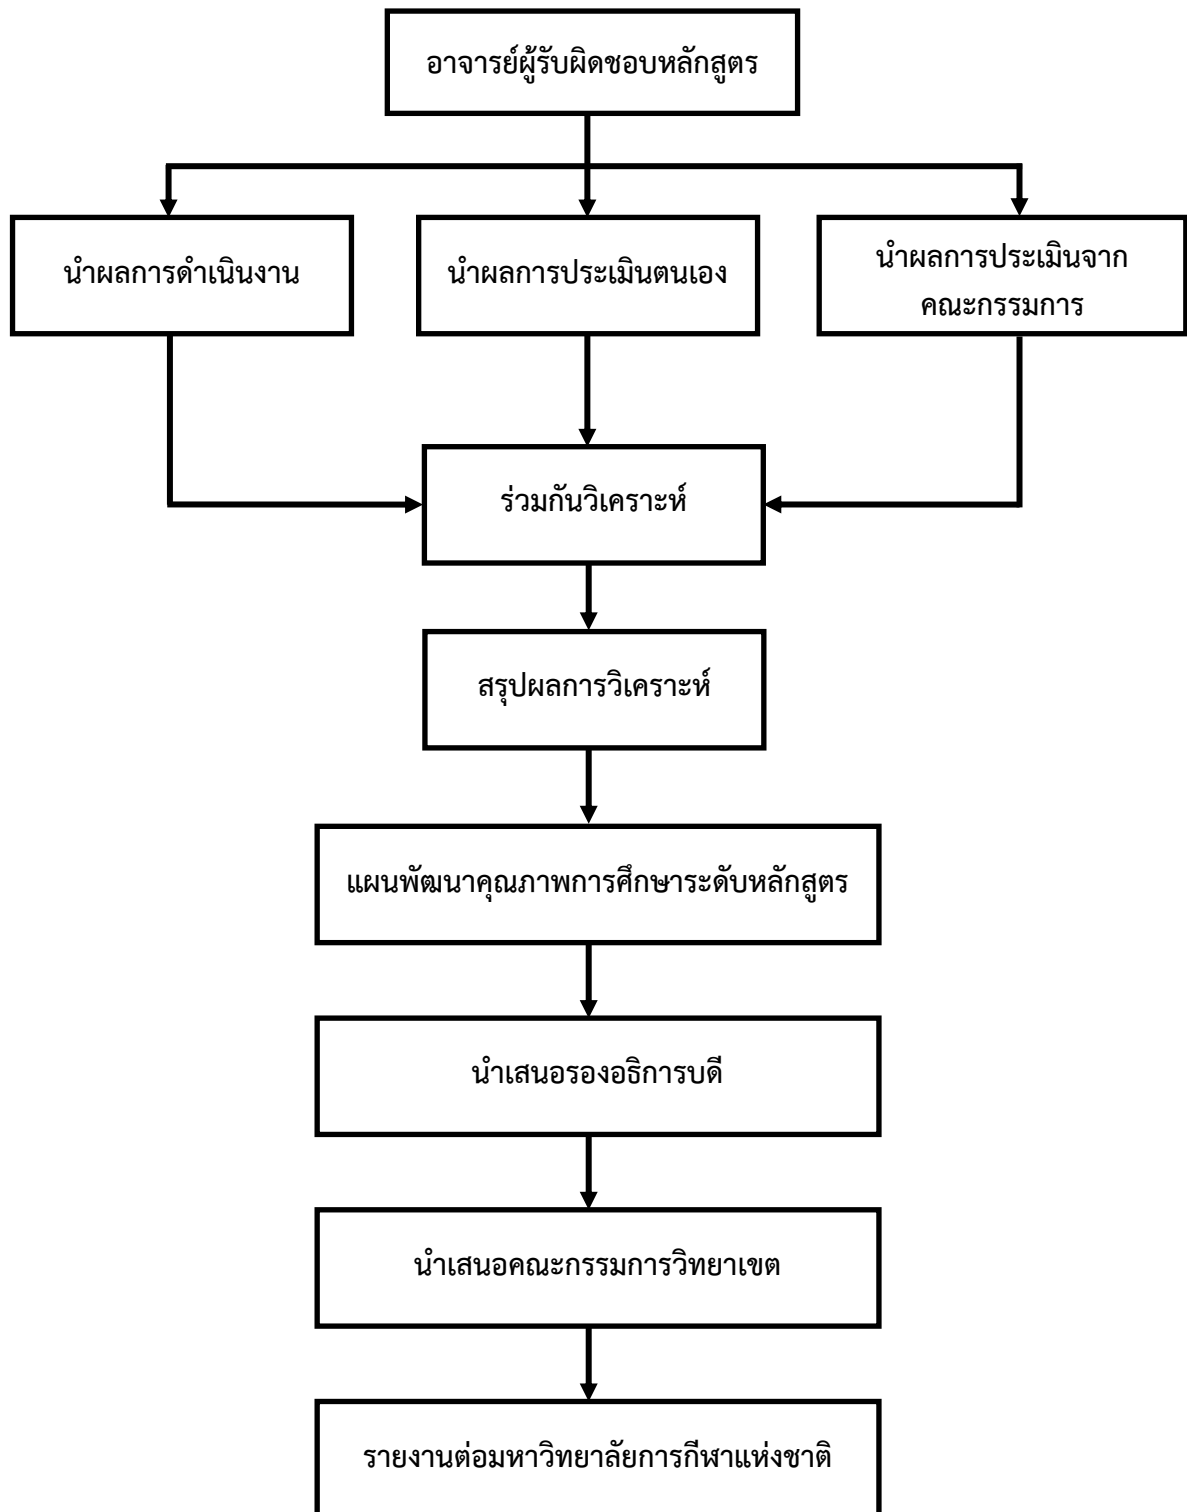 อาจารย์ผู้รับผิดชอบหลักสูตร
นำผลการดำเนินงาน
นำผลการประเมินตนเอง
นำผลการประเมินจาก
คณะกรรมการ
ร่วมกันวิเคราะห์
สรุปผลการวิเคราะห์
แผนพัฒนาคุณภาพการศึกษาระดับหลักสูตร
นำเสนอรองอธิการบดี
นำเสนอคณะกรรมการวิทยาเขต
รายงานต่อมหาวิทยาลัยการกีฬาแห่งชาติ